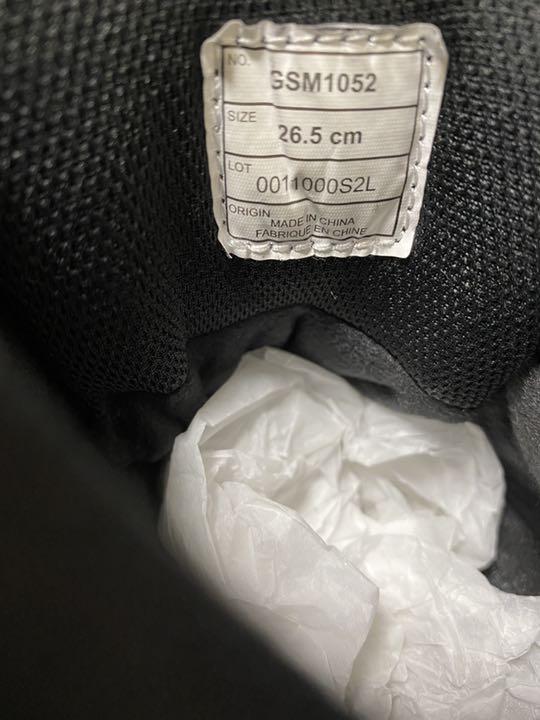 NO. GSM1052
SIZE 26.5 cm
LOT 0011000S2L
ORIGIN MADE IN CHINA
FABRIQUE EN CHINE